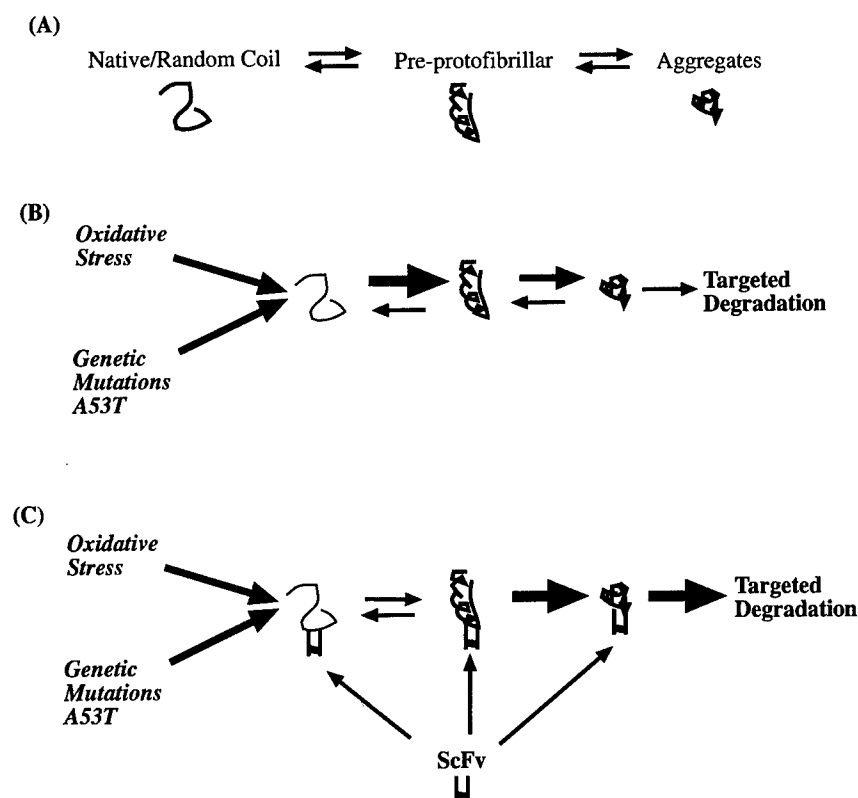 (A)
Native/Random Coil
Pre-protofibrillar
Aggregates
(B)
Oxidative
Stress
Genetic
Mutations
A53T
Targeted
Degradation
(C)
Oxidative
Stress
Genetic
Mutations
A53T
Targeted
Degradation
ScFv